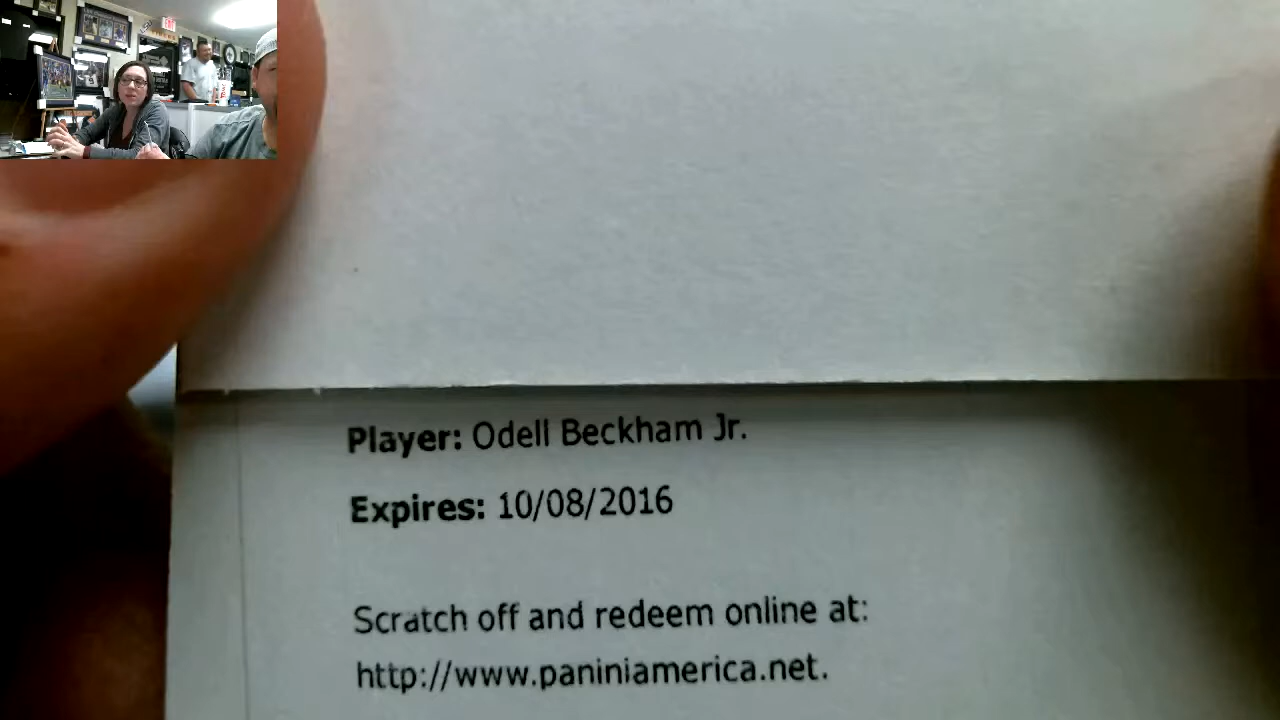 Player: Odell Beckham Jr.
Expires: 10/08/2016
Scratch off and redeem online at:
http://www.paniniamerica.net.